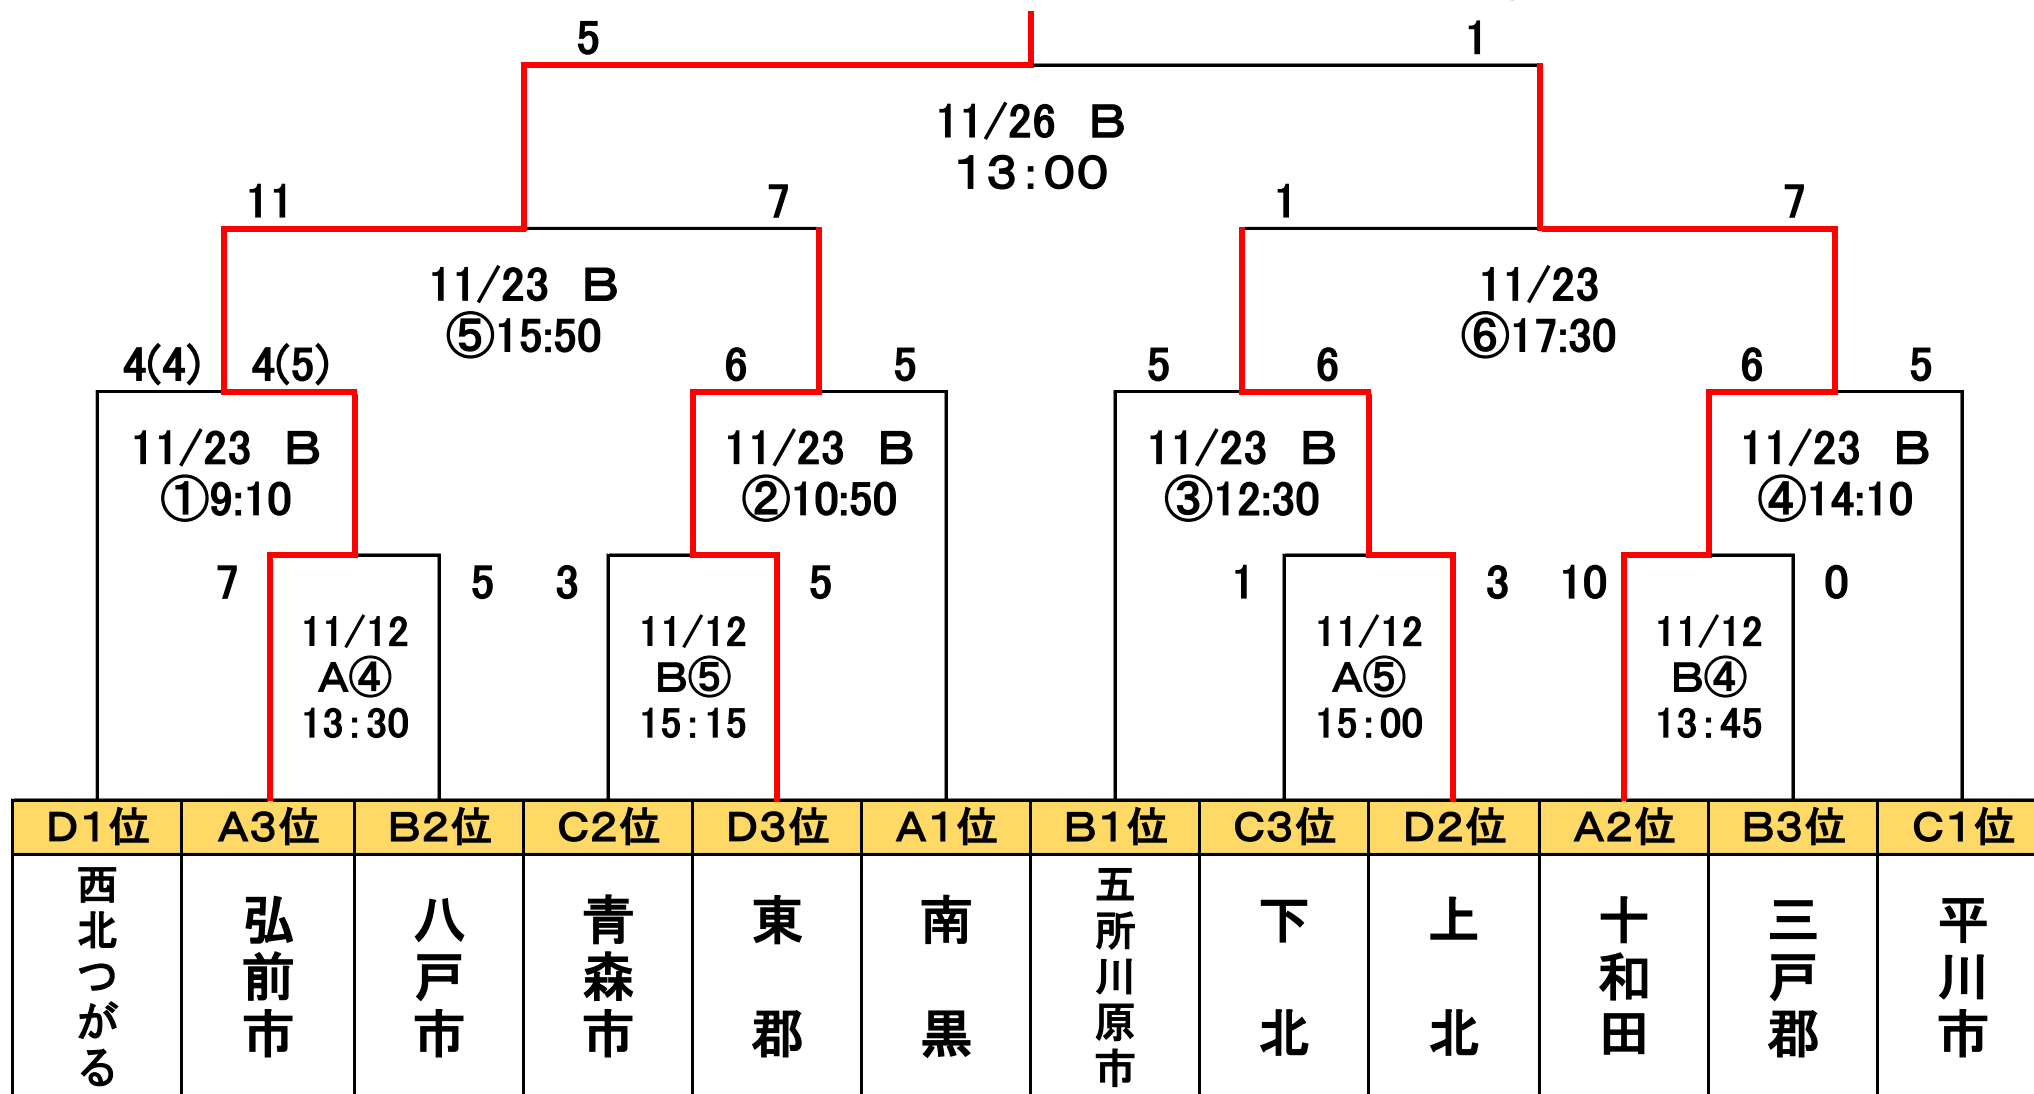 5 1
11/26 B
13:00
11 7 1 7
11/23 B 11/23
⑤15:50 ⑥17:30
4(4) 4(5) 6 5 5 6 6 5
11/23 B 11/23 B 11/23 B 11/23 B
①9:10 ②10:50 ③12:30 ④14:10
7 5 3 5 1 3 10 0
11/12 11/12 11/12 11/12
A④ B⑤ A⑤ B④
13:30 15:15 15:00 13:45
D1位 A3位 B2位 C2位 D3位 A1位 B1位 C3位 D2位 A2位 B3位 C1位
西北つがる
弘前市
八戸市
青森市
東郡
南黒
五所川原市
下北
上北
十和田
三戸郡
平川市